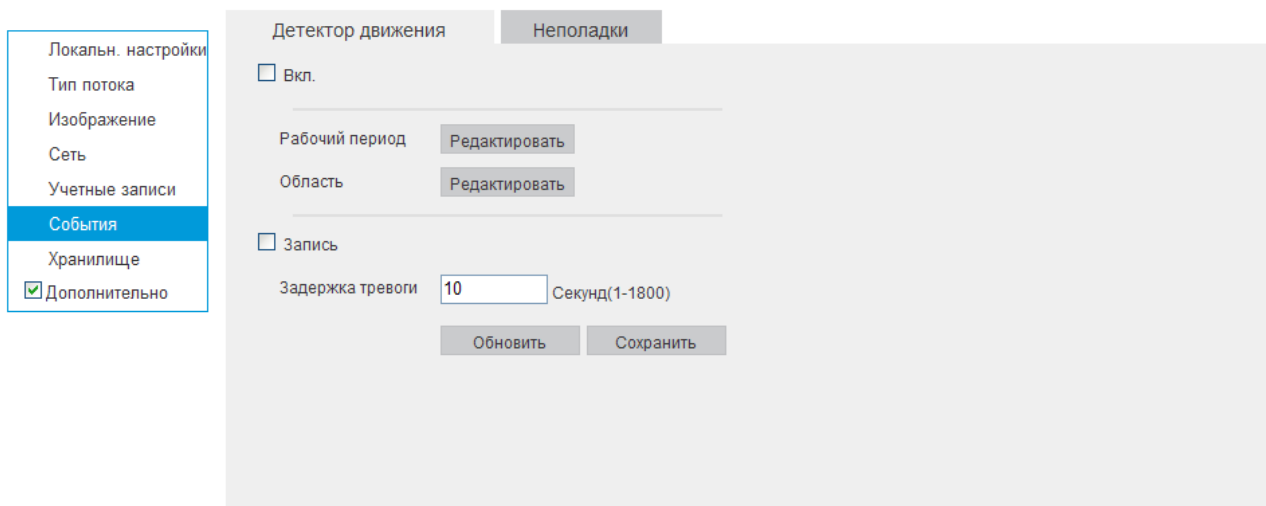 Локальн. настройки
Тип потока
Изображение
Сеть
Учетные записи
События
Хранилище
Дополнительно
Детектор движения
Неполадки
Вкл.
Рабочий период Редактировать
Область Редактировать
Запись
Задержка тревоги 10 Секунд(1-1800)
Обновить Сохранить